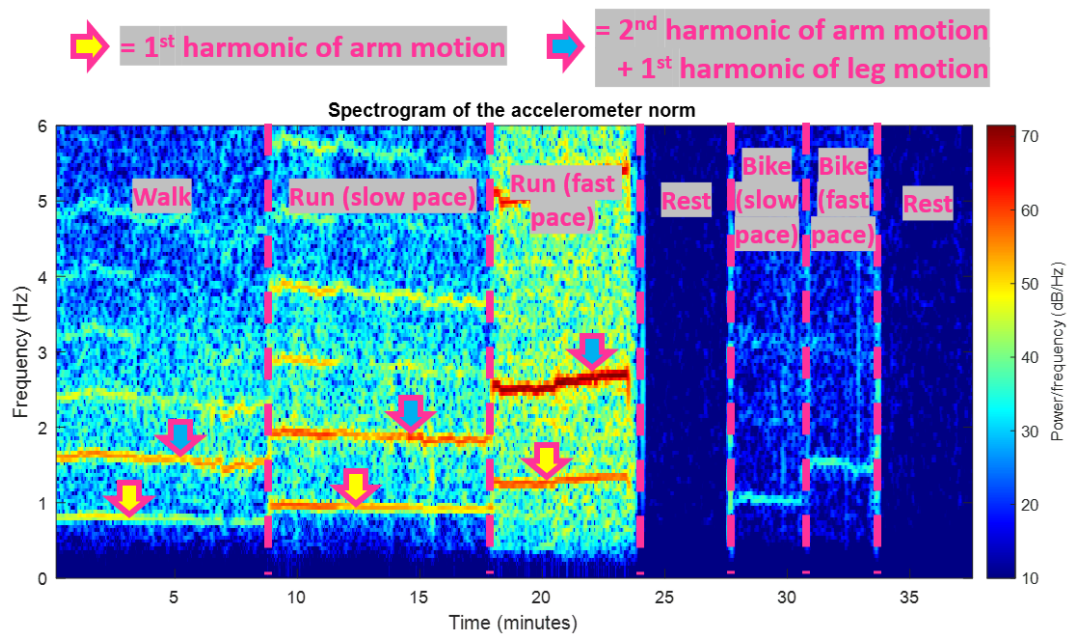 = 1st harmonic of arm motion
= 2nd harmonic of arm motion
+ 1st harmonic of leg motion
Spectrogram of the accelerometer norm
6
5
4
3
2
1
0
Frequency (Hz)
Walk
Run (slow pace)
Run (fast
pace)
Rest
Bike
(slow
pace)
Bike
(fast
pace)
Rest
5
10
15
20
25
30
35
Time (minutes)
70
60
50
40
30
20
10
Power/frequency (dB/Hz)